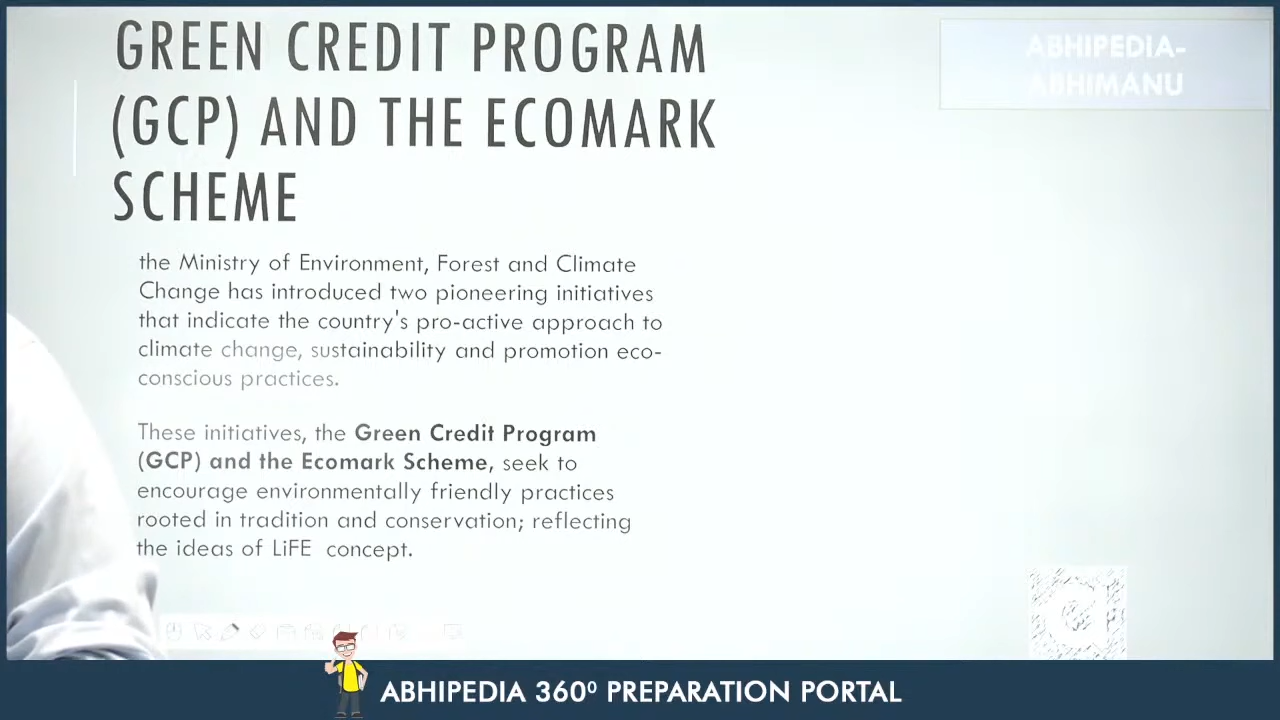 GREEN CREDIT PROGRAM
(GCP) AND THE ECOMARK
SCHEME
ABHIPEDIA-
ABHIMANU
the Ministry of Environment, Forest and Climate
Change has introduced two pioneering initiatives
that indicate the country's pro-active approach to
climate change, sustainability and promotion eco-
conscious practices.
These initiatives, the Green Credit Program
(GCP) and the Ecomark Scheme, seek to
encourage environmentally friendly practices
rooted in tradition and conservation; reflecting
the ideas of LiFE concept.
ABHIPEDIA 360⁰ PREPARATION PORTAL